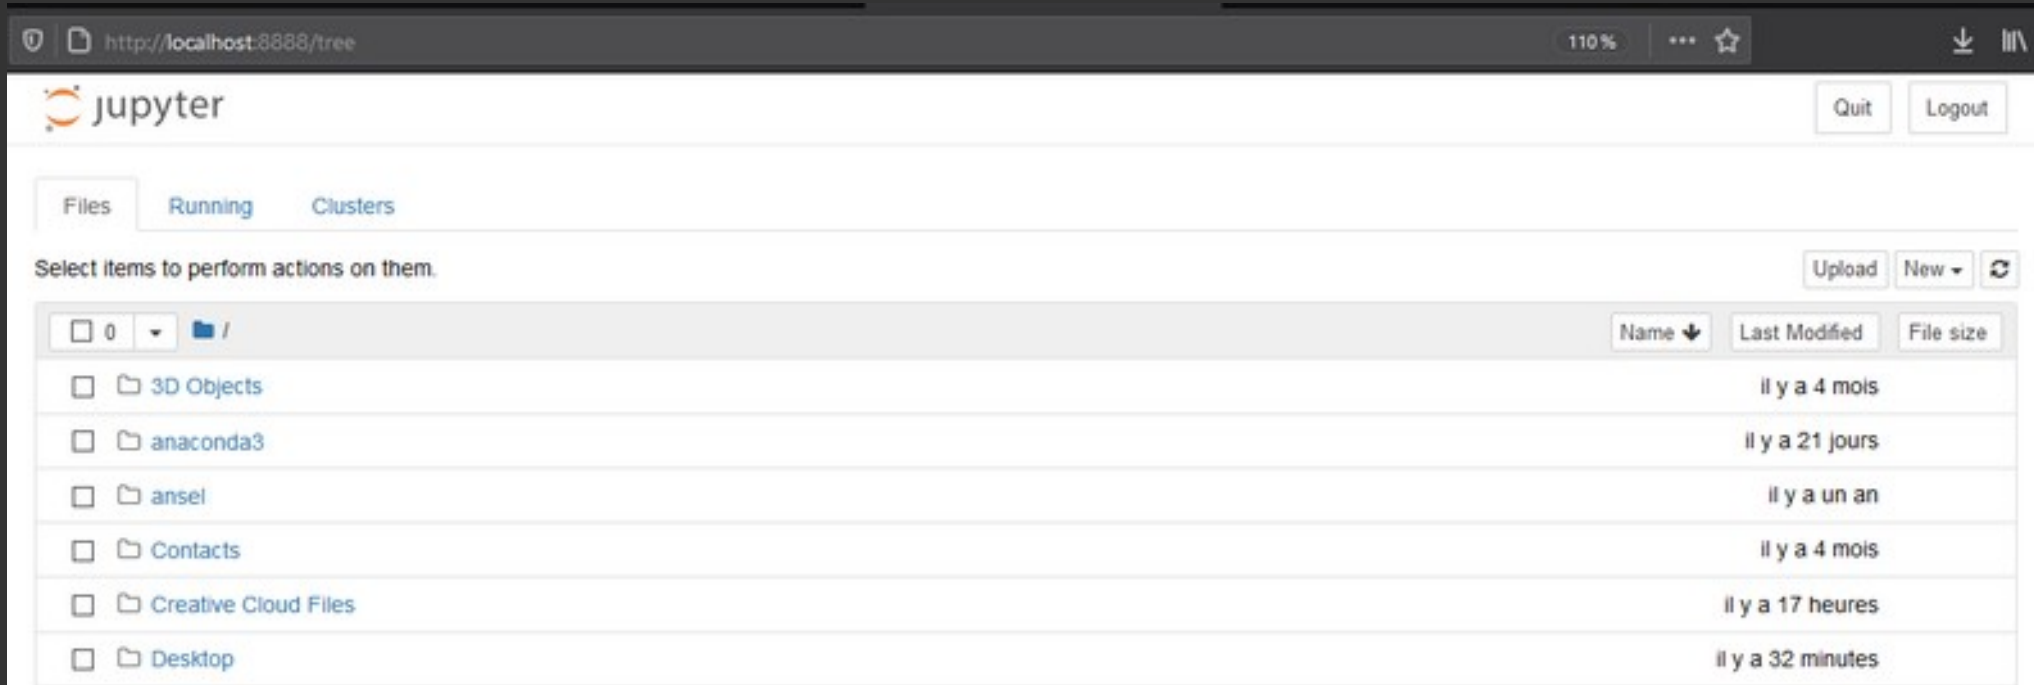 http://localhost:8888/tree 110%
jupyter Quit Logout
Files Running Clusters
Select items to perform actions on them. Upload New
0 / Name Last Modified File size
3D Objects il y a 4 mois
anaconda3 il y a 21 jours
ansel il y a un an
Contacts il y a 4 mois
Creative Cloud Files il y a 17 heures
Desktop il y a 32 minutes